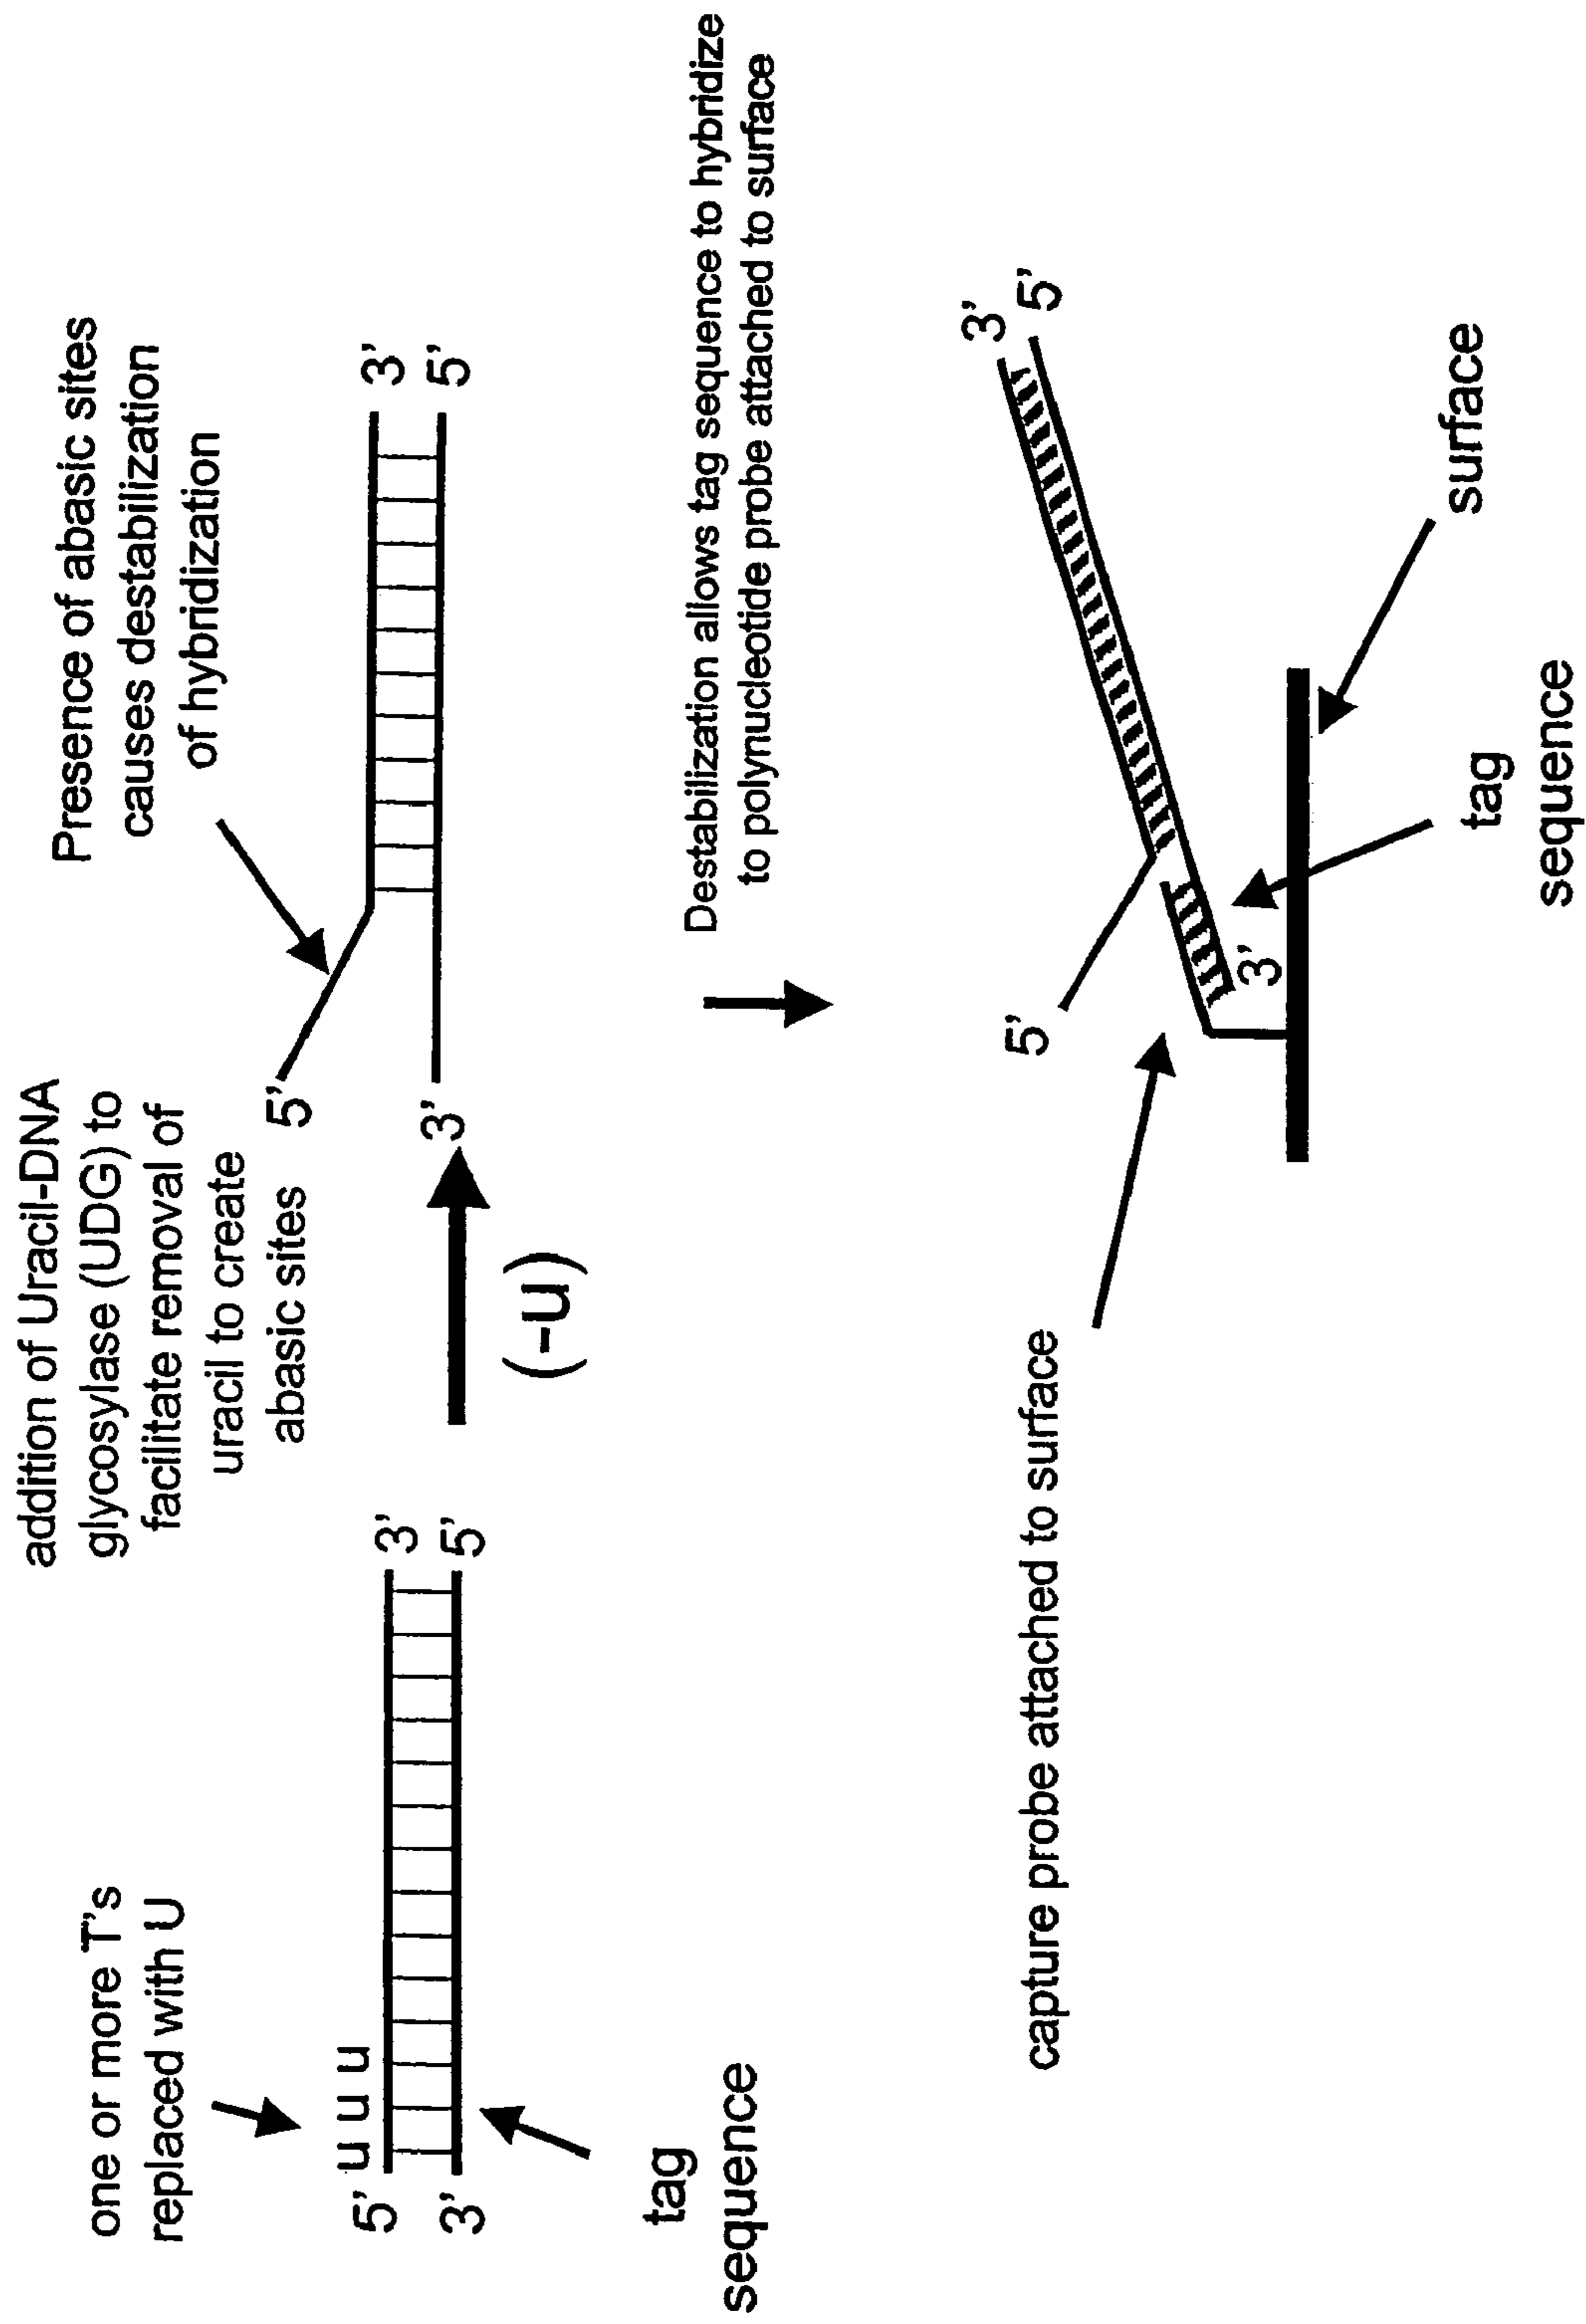 one or more T's
replaced with U
5' u u u 3'
3' 5'
tag
sequence
addition of Uracil-DNA
glycosylase (UDG) to
facilitate removal of
uracil to create
abasic sites
(-u)
Presence of abasic sites
causes destabilization
of hybridization
5' 3'
3' 5'
Destabilization allows tag sequence to hybridize
to polynucleotide probe attached to surface
capture probe attached to surface
5'
3'
3'
5'
tag
sequence
surface